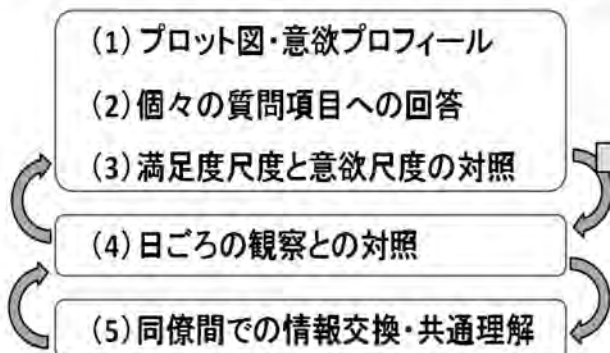 (1)プロット図・意欲プロフィール
(2)個々の質問項目への回答
(3)満足度尺度と意欲尺度の対照
(4)日ごろの観察との対照
(5)同僚間での情報交換・共通理解